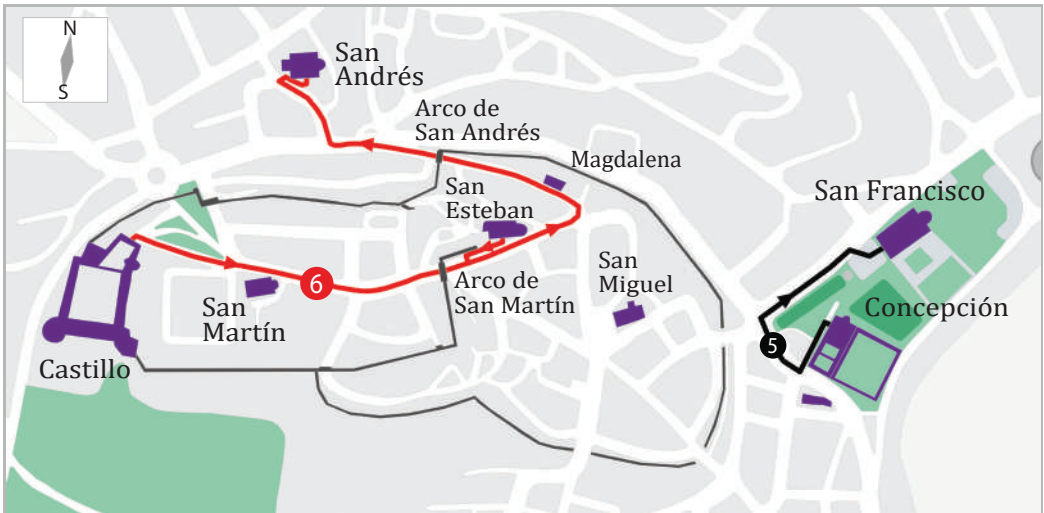 N
S
San
Andrés
Arco de
San Andrés
Magdalena
San
Esteban
San Francisco
6
San
Martín
Arco de
San Martín
San
Miguel
Concepción
5
Castillo